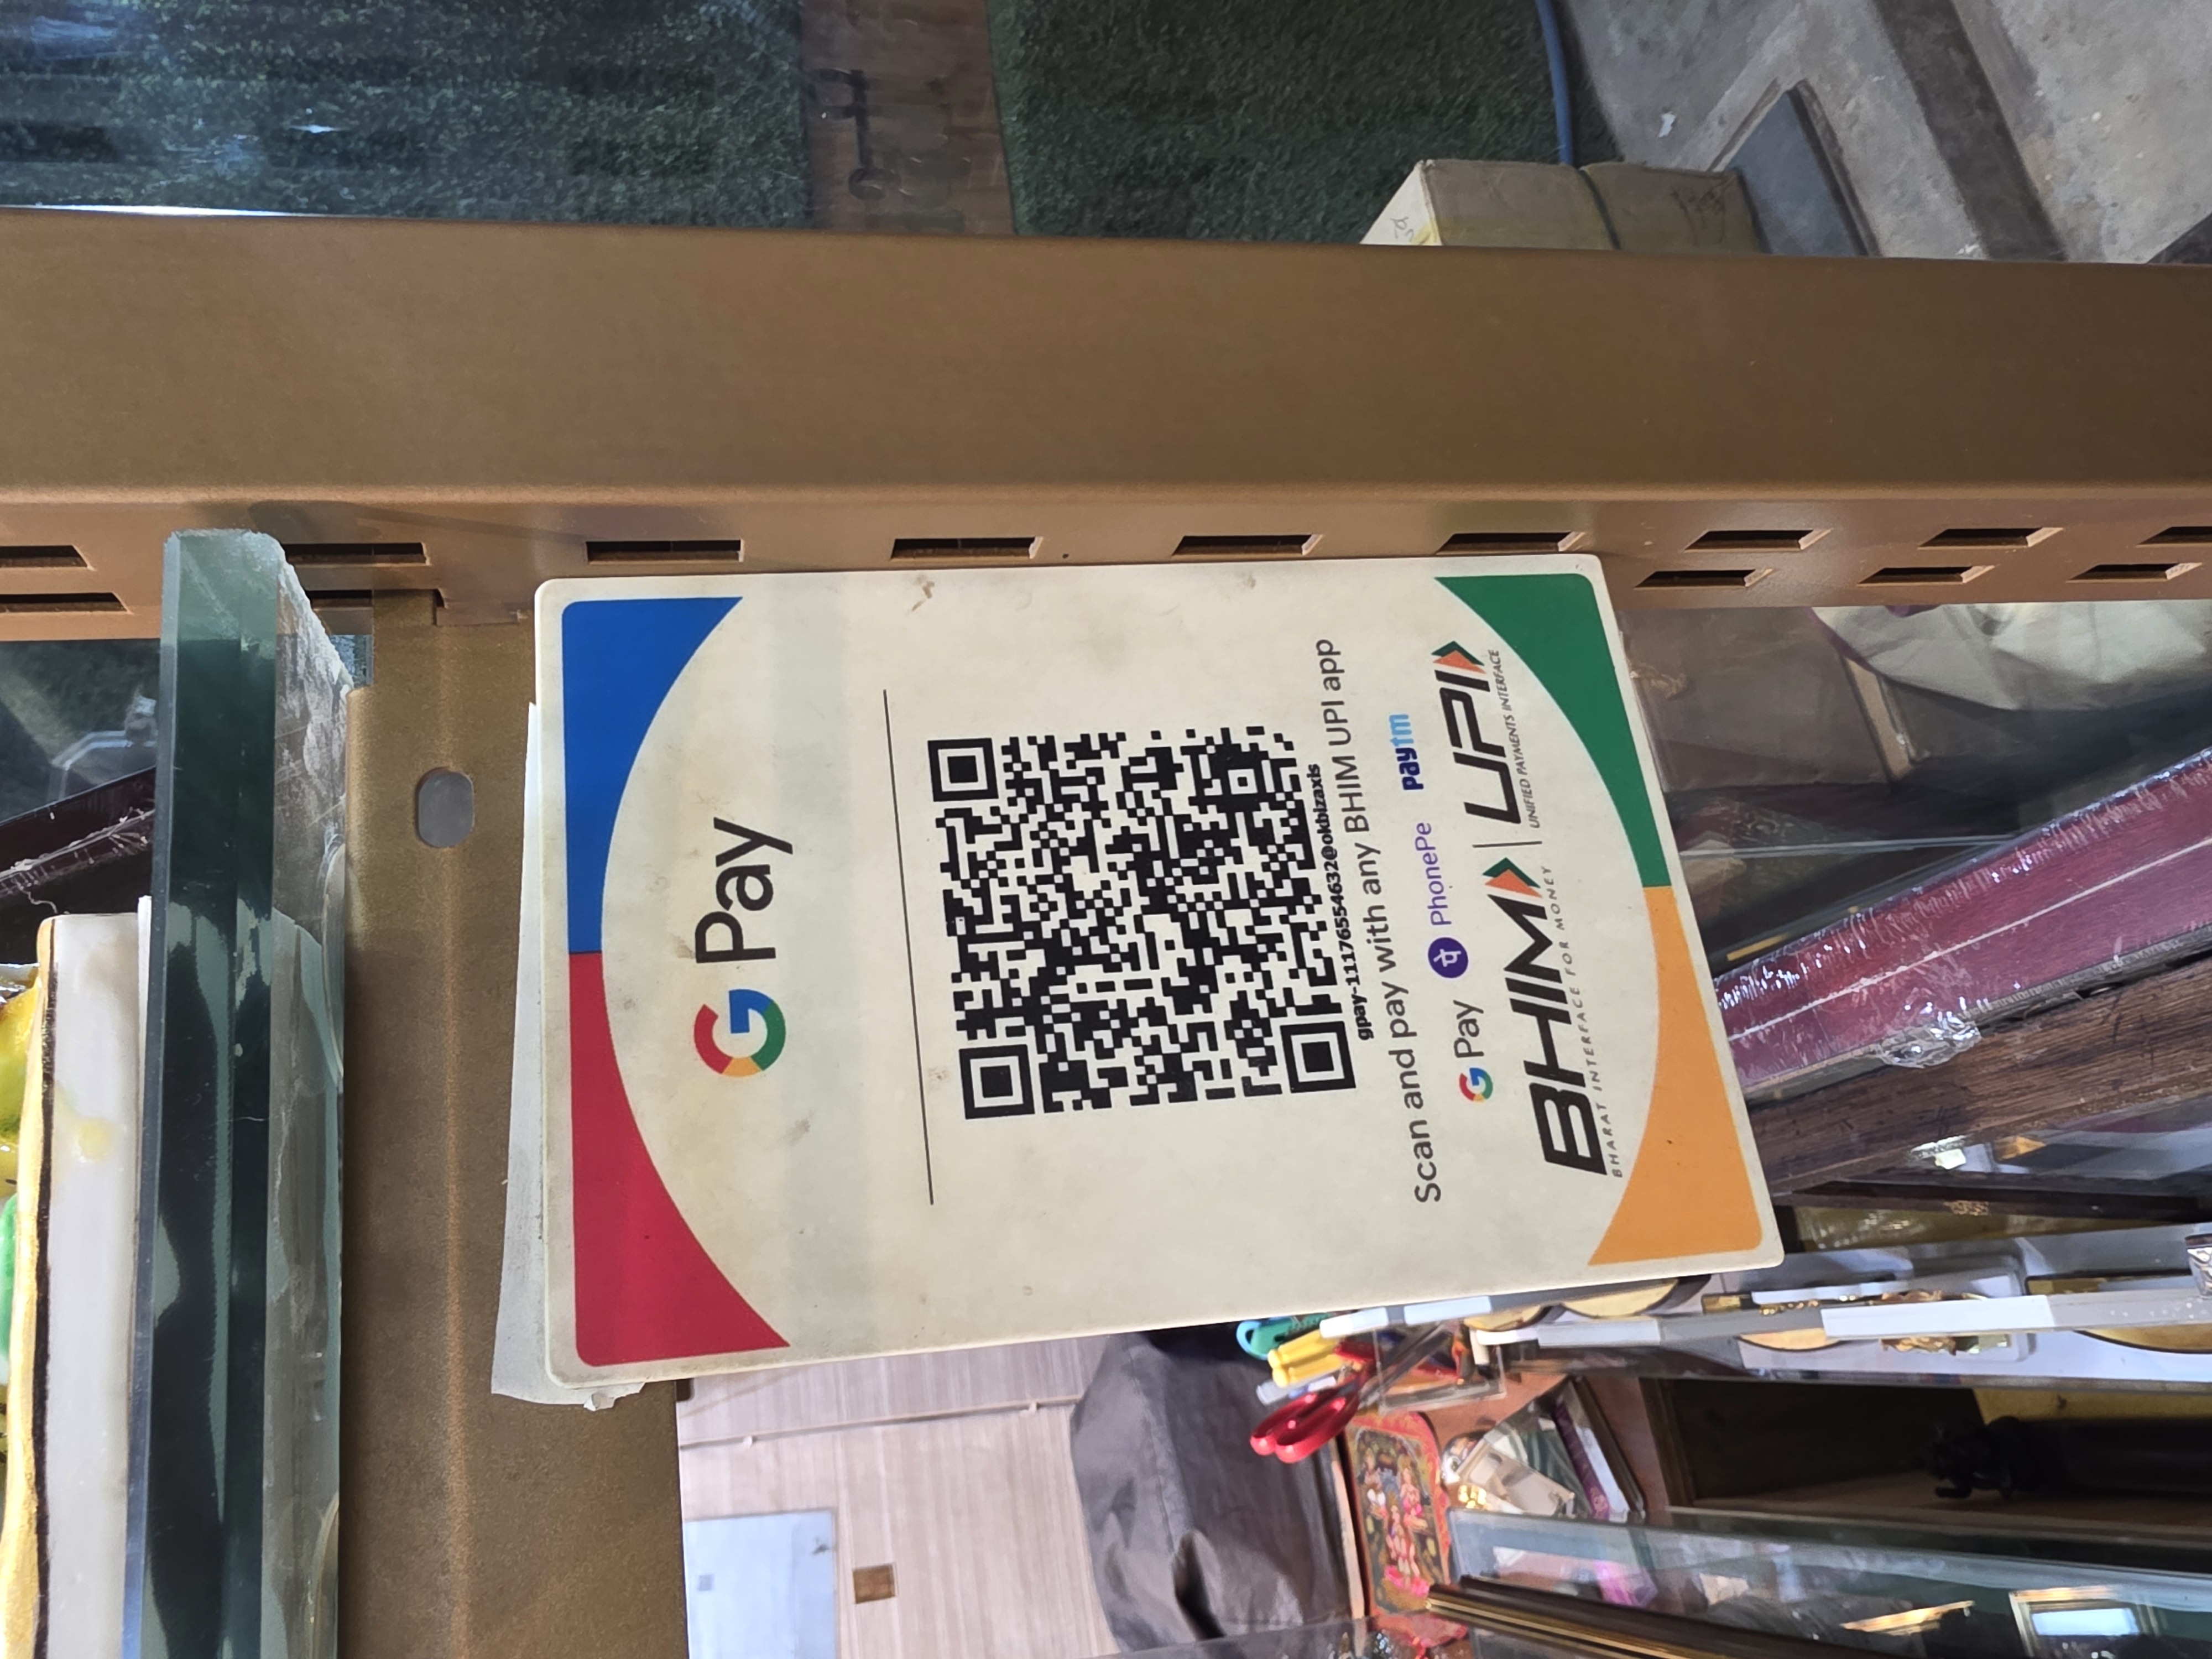 G Pay
gpay-11176554632@okbizaxis
Scan and pay with any BHIM UPI app
G Pay पे PhonePe paytm
BHIM UPI
BHARAT INTERFACE FOR MONEY UNIFIED PAYMENTS INTERFACE